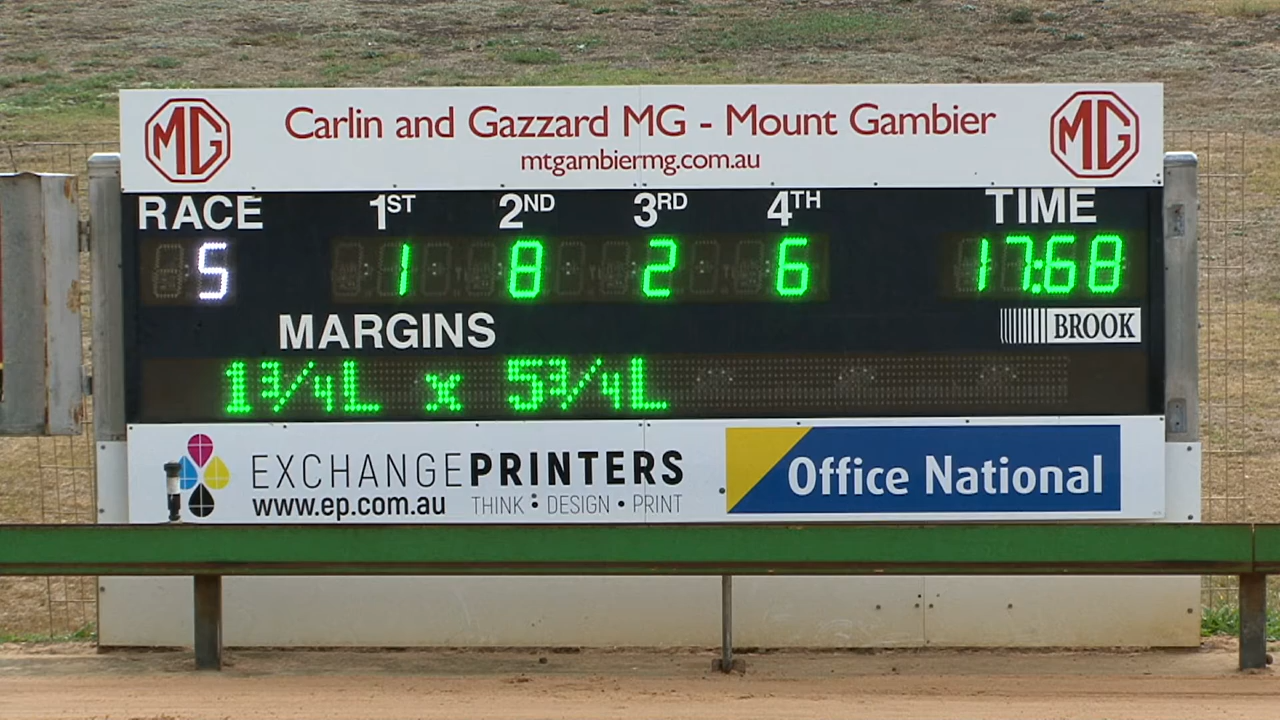 MG Carlin and Gazzard MG - Mount Gambier MG
mtgambiermg.com.au
RACE 1ST 2ND 3RD 4TH TIME
5 1 8 2 6 17:68
MARGINS BROOK
1¾L x 5¾L
EXCHANGEPRINTERS Office National
www.ep.com.au THINK : DESIGN • PRINT